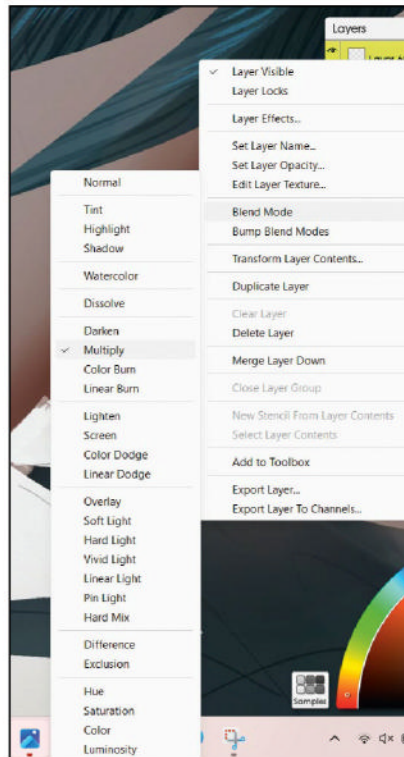 Layers
Layer Visible
Layer Locks
Layer Effects...
Set Layer Name...
Set Layer Opacity...
Edit Layer Texture...
Blend Mode
Bump Blend Modes
Transform Layer Contents...
Duplicate Layer
Clear Layer
Delete Layer
Merge Layer Down
Close Layer Group
New Stencil From Layer Contents
Select Layer Contents
Add to Toolbox
Export Layer...
Export Layer To Channels...
Normal
Tint
Highlight
Shadow
Watercolor
Dissolve
Darken
Multiply
Color Burn
Linear Burn
Lighten
Screen
Color Dodge
Linear Dodge
Overlay
Soft Light
Hard Light
Vivid Light
Linear Light
Pin Light
Hard Mix
Difference
Exclusion
Hue
Saturation
Color
Luminosity
Samples